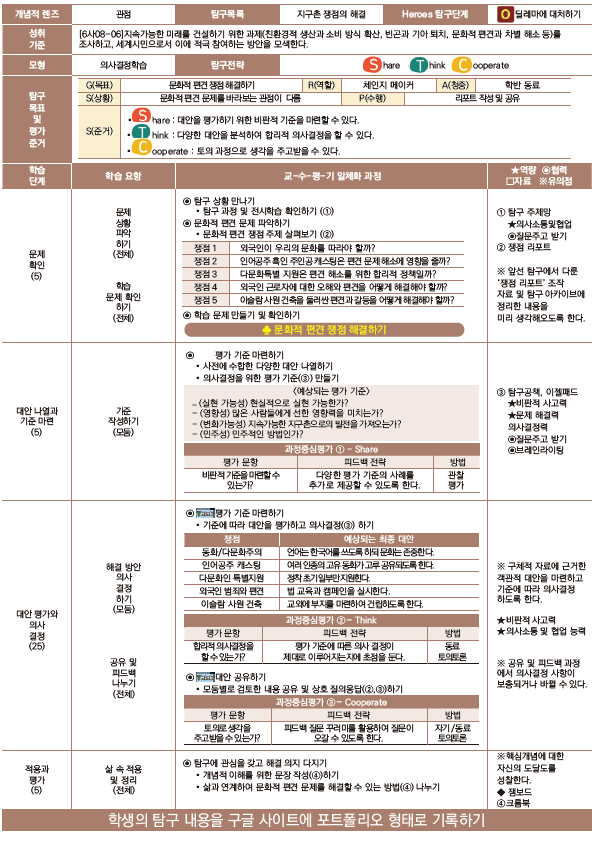 개념적 렌즈 관점 탐구목록 지구촌 쟁점의 해결 Heroes 탐구단계 O 딜레마에 대처하기
성취 기준
[6사08-06]지속가능한 미래를 건설하기 위한 과제(친환경적 생산과 소비 방식 확산, 빈곤과 기아 퇴치, 문화적 편견과 차별 해소 등)를
조사하고, 세계시민으로서 이에 적극 참여하는 방안을 모색한다.
모형 의사결정학습 탐구전략 Share Think Cooperate
탐구 목표 및 평가 준거
G(목표) 문화적 편견 쟁점 해결하기 R(역할) 체인지 메이커 A(청중) 학반 동료
S(상황) 문화적 편견 문제를 바라보는 관점이 다름 P(수행) 리포트 작성 및 공유
S(준거)
• Share : 대안을 평가하기 위한 비판적 기준을 마련할 수 있다.
• Think : 다양한 대안을 분석하여 합리적 의사결정을 할 수 있다.
• Cooperate : 토의 과정으로 생각을 주고받을 수 있다.
학습 단계 학습 요항 교-수-평-기 일체화 과정 ★역량 ◉협력
□자료 ※유의점
문제
확인
(5)
문제
상황
파악
하기
(전체)
학습
문제 확인
하기
(전체)
◉ 탐구 상황 만나기
• 탐구 과정 및 전시학습 확인하기 (①)
◉ 문화적 편견 문제 파악하기
• 문화적 편견 쟁점 주제 살펴보기 (②)
쟁점 1 외국인이 우리의 문화를 따라야 할까?
쟁점 2 인어공주 흑인 주인공 캐스팅은 편견 문제 해소에 영향을 줄까?
쟁점 3 다문화특별 지원은 편견 해소를 위한 합리적 정책일까?
쟁점 4 외국인 근로자에 대한 오해와 편견을 어떻게 해결해야 할까?
쟁점 5 이슬람 사원 건축을 둘러싼 편견과 갈등을 어떻게 해결해야 할까?
◉ 학습 문제 만들기 및 확인하기
♠ 문화적 편견 쟁점 해결하기
① 탐구 주제망
★의사소통및협업
◉질문주고 받기
② 쟁점 리포트
※ 앞선 탐구에서 다룬
'쟁점 리포트' 조작
자료 및 탐구 아카이브에
정리한 내용을
미리 생각해오도록 한다.
대안 나열과
기준 마련
(5)
기준
작성하기
(모둠)
◉ 평가 기준 마련하기
• 사전에 수합한 다양한 대안 나열하기
• 의사결정을 위한 평가 기준(③) 만들기
<예상되는 평가 기준>
– (실현 가능성) 현실적으로 실현 가능한가?
– (영향성) 많은 사람들에게 선한 영향력을 미치는가?
– (변화가능성) 지속가능한 지구촌으로의 발전을 가져오는가?
– (민주성) 민주적인 방법인가?
과정중심평가 ① - Share
평가 문항 피드백 전략 방법
비판적 기준을 마련할 수 있는가?
다양한 평가 기준의 사례를
추가로 제공할 수 있도록 한다.
관찰
평가
③ 탐구공책, 이젤패드
★비판적 사고력
★문제 해결력
의사결정력
◉질문주고 받기
◉브레인라이팅
대안 평가와
의사
결정
(25)
해결 방안
의사
결정
하기
(모둠)
공유 및
피드백
나누기
(전체)
◉ 평가 기준 마련하기
• 기준에 따라 대안을 평가하고 의사결정(③) 하기
쟁점 예상되는 최종 대안
동화/다문화주의 언어는 한국어를 쓰도록 하되 문화는 존중한다.
인어공주 캐스팅 여러 인종의 고유 동화가 고루 공유되도록 한다.
다문화인 특별지원 정착 초기 일부만 지원한다.
외국인 범죄와 편견 법 교육과 캠페인을 실시한다.
이슬람 사원 건축 교외에 부지를 마련하여 건립하도록 한다.
과정중심평가 ② - Think
평가 문항 피드백 전략 방법
합리적 의사결정을
할 수 있는가?
평가 기준에 따른 의사 결정이
제대로 이루어지는지에 초점을 둔다.
동료
토의토론
◉ 대안 공유하기
• 모둠별로 검토한 내용 공유 및 상호 질의응답(②,③)하기
과정중심평가 ③ - Cooperate
평가 문항 피드백 전략 방법
토의로 생각을
주고받을 수 있는가?
피드백 질문 꾸러미를 활용하여 질문이
오갈 수 있도록 한다.
자기/동료
토의토론
※ 구체적 자료에 근거한
객관적 대안을 마련하고
기준에 따라 의사결정
하도록 한다.
★비판적 사고력
★의사소통 및 협업 능력
※ 공유 및 피드백 과정
에서 의사결정 사항이
보충되거나 바뀔 수 있다.
적용과
평가
(5)
삶 속 적용
및 정리
(전체)
◉ 탐구에 관심을 갖고 해결 의지 다지기
• 개념적 이해를 위한 문장 작성(④)하기
• 삶과 연계하여 문화적 편견 문제를 해결할 수 있는 방법(④) 나누기
※핵심개념에 대한
자신의 도달도를
성찰한다.
◆ 잼보드
④크롬북
학생의 탐구 내용을 구글 사이트에 포트폴리오 형태로 기록하기